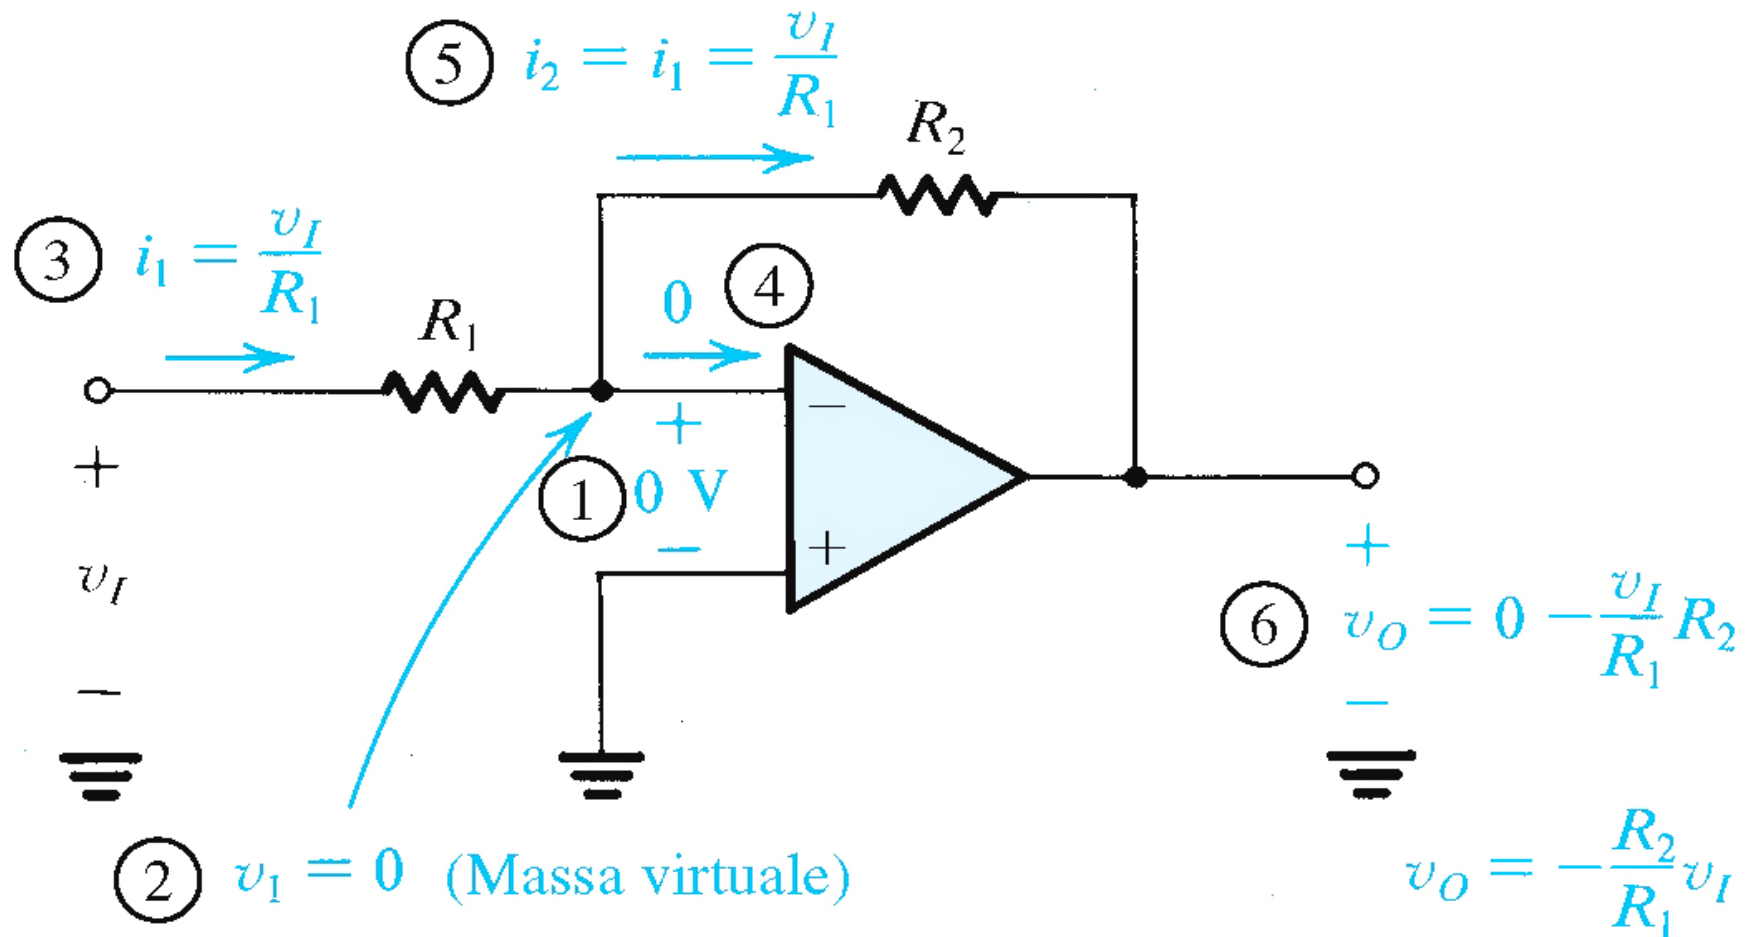 ⑤ i₂ = i₁ = v_I / R₁
R₂
③ i₁ = v_I / R₁
R₁
0 ④
−
+
① 0 V
−
+
+
v_I
−
+
⑥ v_O = 0 − (v_I / R₁) R₂
−
② v₁ = 0 (Massa virtuale)
v_O = − (R₂ / R₁) v_I